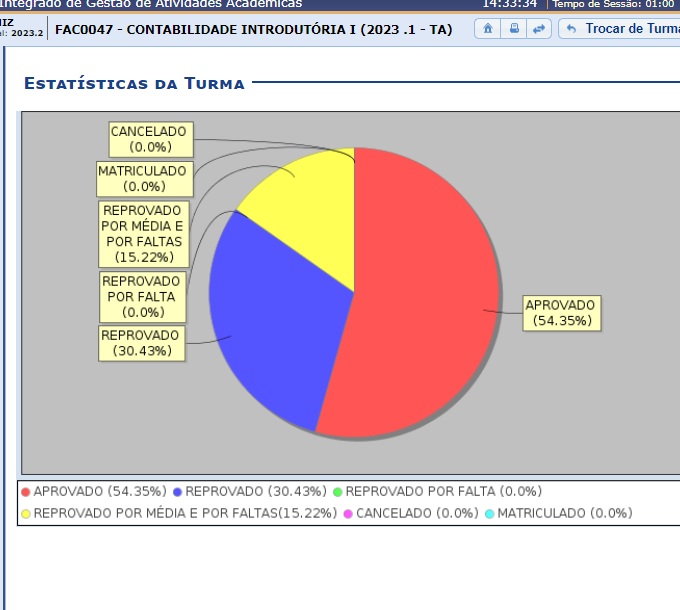 Integrado de Gestão de Atividades Acadêmicas 14:33:34 Tempo de Sessão: 01:00
2023.2 FAC0047 - CONTABILIDADE INTRODUTÓRIA I (2023 .1 - TA) Trocar de Turma
ESTATÍSTICAS DA TURMA
CANCELADO
(0.0%)
MATRICULADO
(0.0%)
REPROVADO
POR MÉDIA E
POR FALTAS
(15.22%)
REPROVADO
POR FALTA
(0.0%)
REPROVADO
(30.43%)
APROVADO
(54.35%)
APROVADO (54.35%) REPROVADO (30.43%) REPROVADO POR FALTA (0.0%)
REPROVADO POR MÉDIA E POR FALTAS(15.22%) CANCELADO (0.0%) MATRICULADO (0.0%)